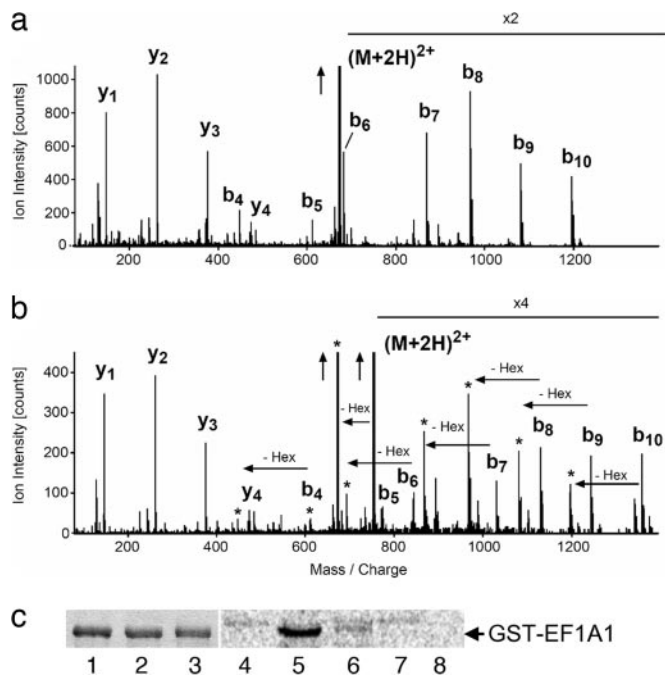 a
x2
(M+2H)²⁺
y₁ y₂ y₃ b₄ y₄ b₅ b₆ b₇ b₈ b₉ b₁₀
Ion Intensity [counts]
1000
800
600
400
200
0
200 400 600 800 1000 1200
b
x4
(M+2H)²⁺
y₁ y₂ y₃ * y₄ * b₄ * * b₅ b₆ * b₇ * b₈ * b₉ * b₁₀
- Hex - Hex - Hex - Hex - Hex - Hex - Hex
Ion Intensity [counts]
400
300
200
100
0
200 400 600 800 1000 1200
Mass / Charge
c
GST-EF1A1
1 2 3 4 5 6 7 8